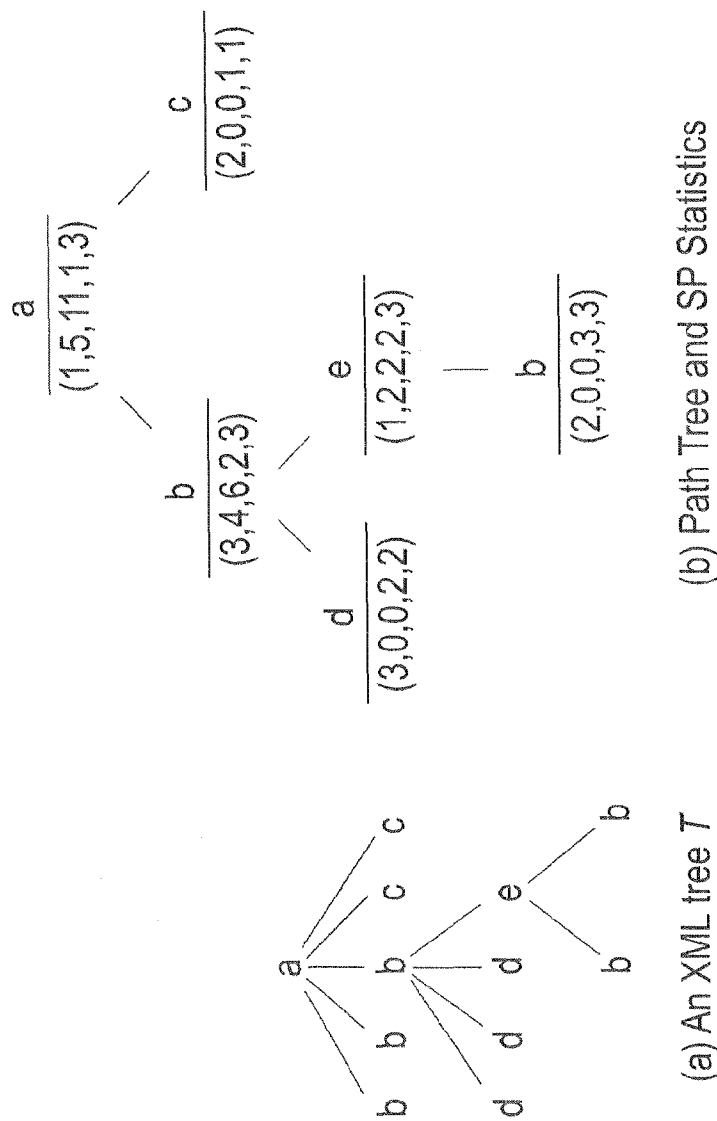 a
b b b c c
d d d e
b b
(a) An XML tree T
a
(1,5,11,1,3)
b
(3,4,6,2,3)
c
(2,0,0,1,1)
d
(3,0,0,2,2)
e
(1,2,2,2,3)
b
(2,0,0,3,3)
(b) Path Tree and SP Statistics